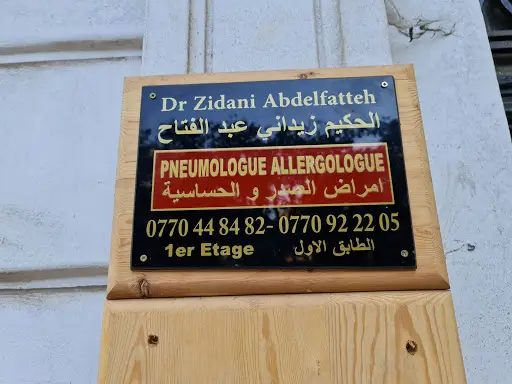 Dr Zidani Abdelfatteh
الحكيم زيداني عبد الفتاح
PNEUMOLOGUE ALLERGOLOGUE
امراض الصدر و الحساسية
0770 44 84 82- 0770 92 22 05
1er Etage الطابق الاول